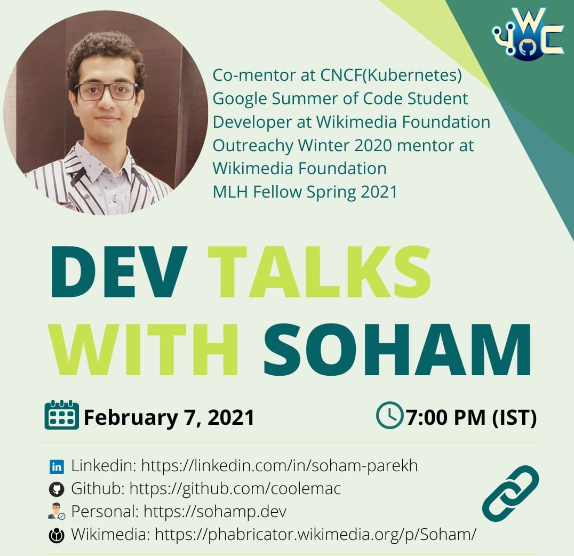 WOC
Co-mentor at CNCF(Kubernetes)
Google Summer of Code Student
Developer at Wikimedia Foundation
Outreachy Winter 2020 mentor at
Wikimedia Foundation
MLH Fellow Spring 2021
DEV TALKS
WITH SOHAM
February 7, 2021 7:00 PM (IST)
in Linkedin: https://linkedin.com/in/soham-parekh
Github: https://github.com/coolemac
Personal: https://sohamp.dev
Wikimedia: https://phabricator.wikimedia.org/p/Soham/